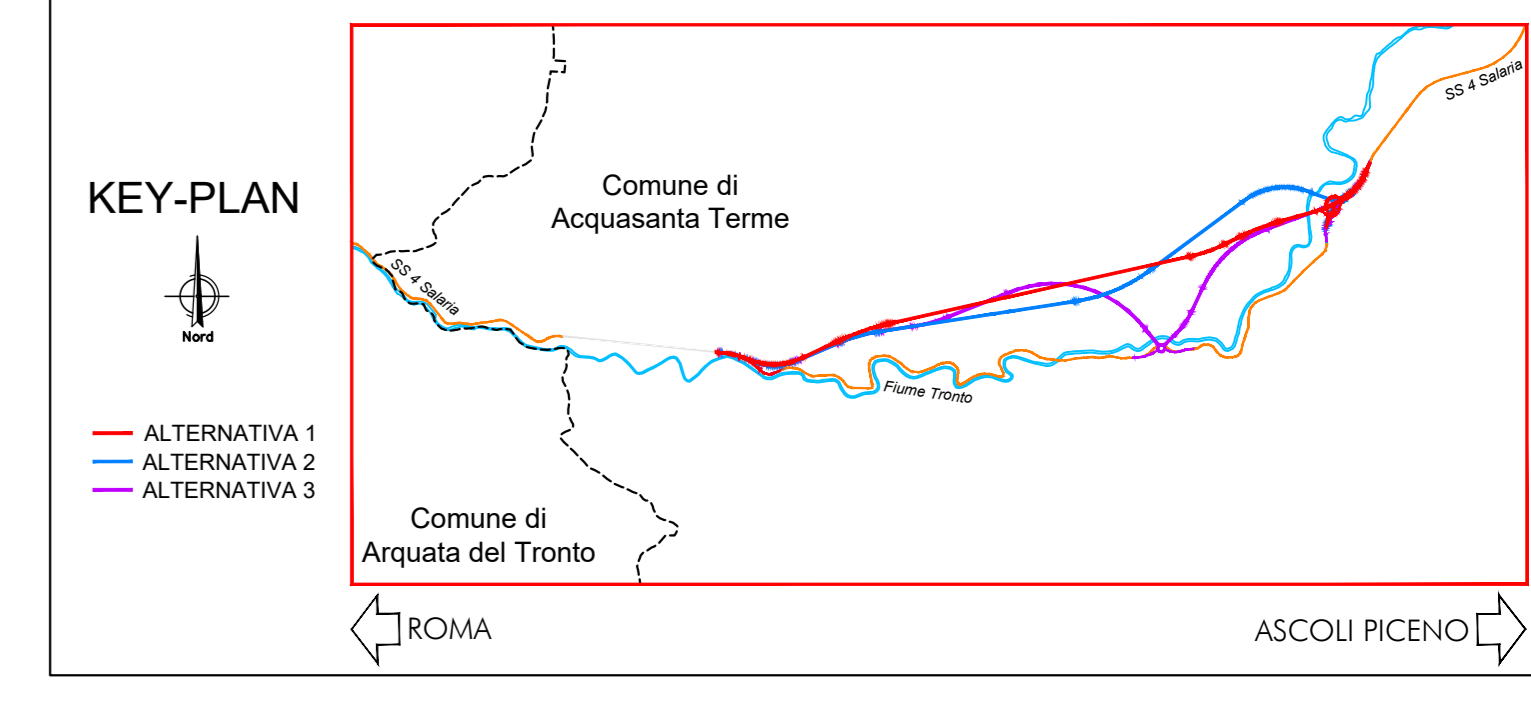 KEY-PLAN
Nord
ALTERNATIVA 1
ALTERNATIVA 2
ALTERNATIVA 3
SS 4 Salaria
Comune di
Acquasanta Terme
SS 4 Salaria
Fiume Tronto
Comune di
Arquata del Tronto
ROMA
ASCOLI PICENO